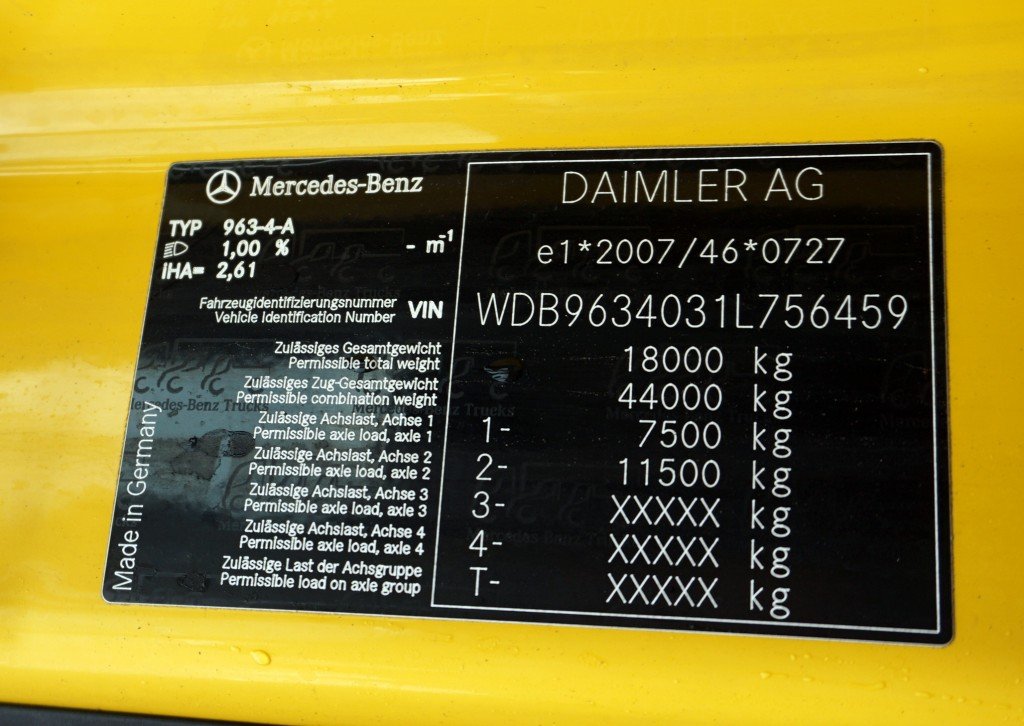 Mercedes-Benz
DAIMLER AG
TYP 963-4-A
1,00 % - m-1
iHA= 2,61
e1*2007/46*0727
Fahrzeugidentifizierungsnummer
Vehicle Identification Number
VIN WDB9634031L756459
Zulässiges Gesamtgewicht
Permissible total weight
18000 kg
Zulässiges Zug-Gesamtgewicht
Permissible combination weight
44000 kg
Zulässige Achslast, Achse 1
Permissible axle load, axle 1
1- 7500 kg
Zulässige Achslast, Achse 2
Permissible axle load, axle 2
2- 11500 kg
Zulässige Achslast, Achse 3
Permissible axle load, axle 3
3- XXXXX kg
Zulässige Achslast, Achse 4
Permissible axle load, axle 4
4- XXXXX kg
Zulässige Last der Achsgruppe
Permissible load on axle group
T- XXXXX kg
Made in Germany
Mercedes-Benz Trucks